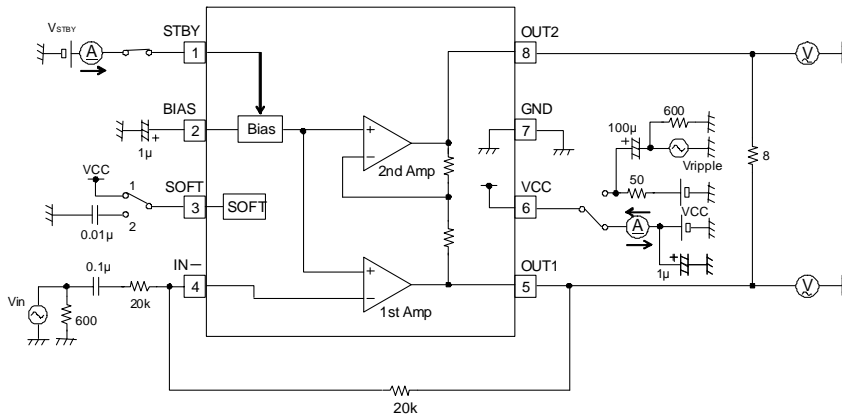 VSTBY
A
STBY
1
OUT2
8
V
BIAS
2
1µ
+
Bias
+
−
2nd Amp
GND
7
600
100µ
+
Vripple
8
VCC
1
2
SOFT
3
SOFT
0.01µ
VCC
6
50
A
VCC
1µ
+
IN−
4
0.1µ
20k
Vin
600
+
−
1st Amp
OUT1
5
V
20k